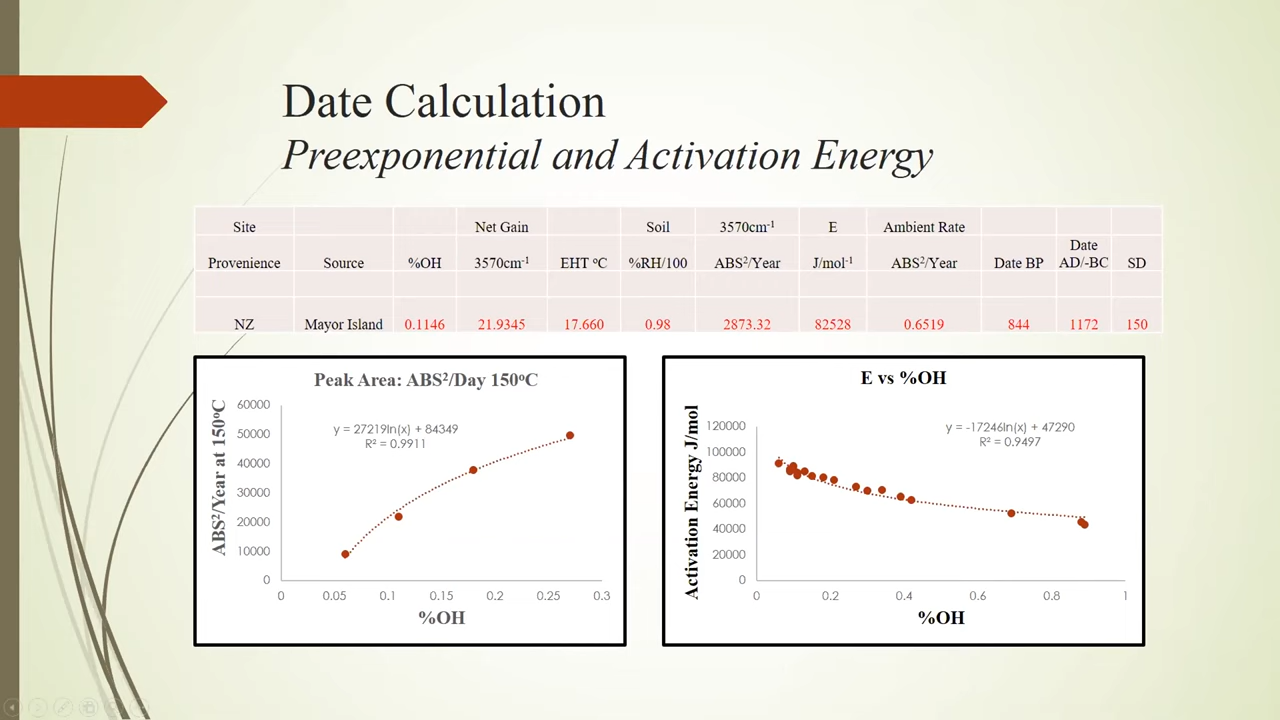 Date Calculation
Preexponential and Activation Energy
Site Net Gain Soil 3570cm⁻¹ E Ambient Rate
Provenience Source %OH 3570cm⁻¹ EHT ºC %RH/100 ABS²/Year J/mol⁻¹ ABS²/Year Date BP Date AD/-BC SD
NZ Mayor Island 0.1146 21.9345 17.660 0.98 2873.32 82528 0.6519 844 1172 150
Peak Area: ABS²/Day 150ºC
ABS²/Year at 150ºC
y = 27219ln(x) + 84349
R² = 0.9911
60000
50000
40000
30000
20000
10000
0
0 0.05 0.1 0.15 0.2 0.25 0.3
%OH
E vs %OH
Activation Energy J/mol
y = -17246ln(x) + 47290
R² = 0.9497
120000
100000
80000
60000
40000
20000
0
0 0.2 0.4 0.6 0.8 1
%OH